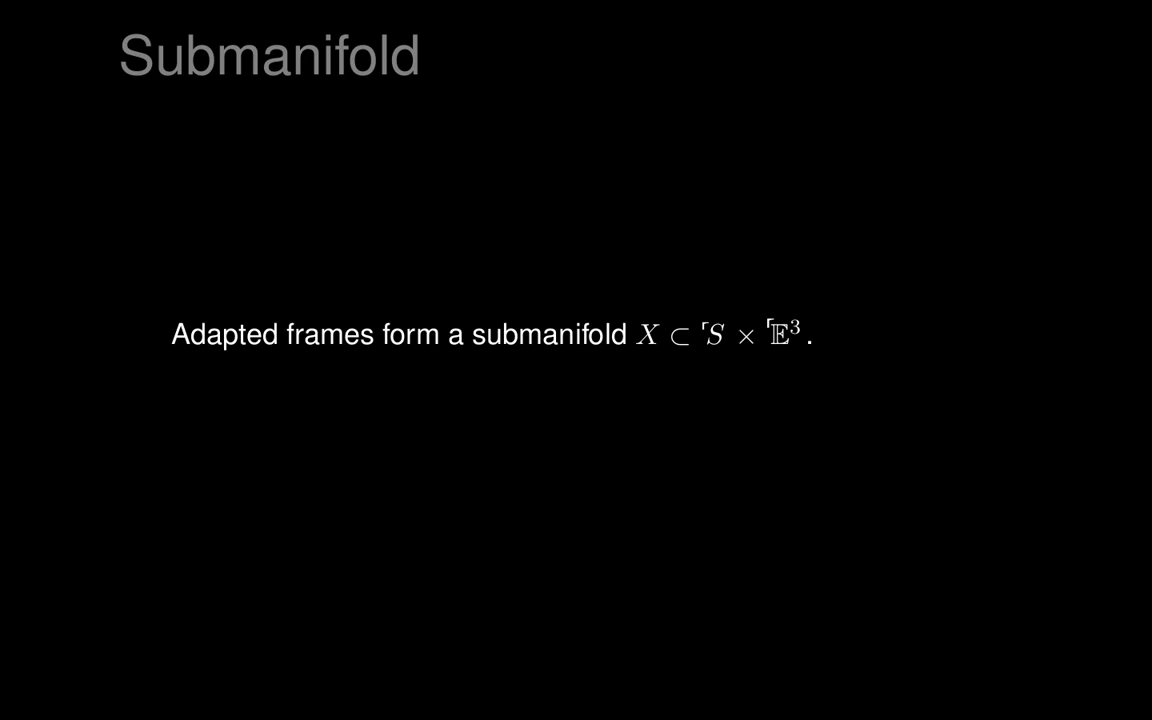 Submanifold
Adapted frames form a submanifold X ⊂ ⌜S × ⌜𝔼³.